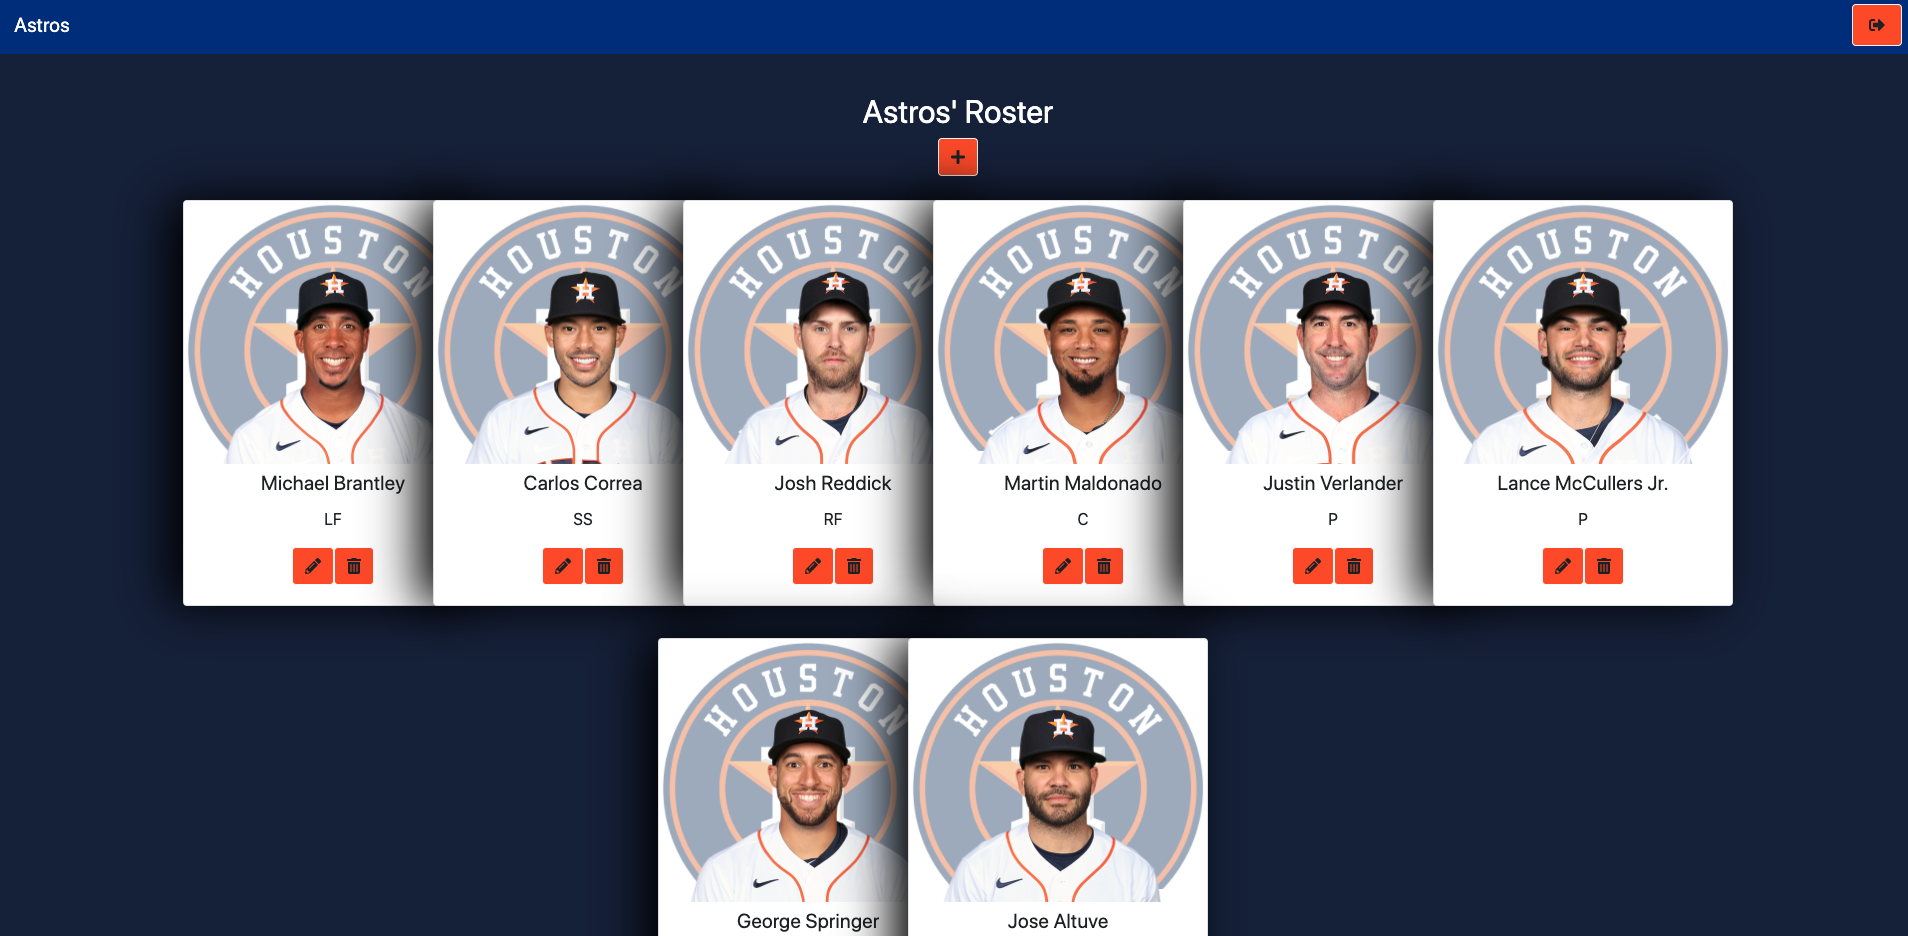 Astros
Astros' Roster
HOUSTON
HOUSTON
HOUSTON
HOUSTON
HOUSTON
HOUSTON
H
H
H
H
H
H
Michael Brantley
Carlos Correa
Josh Reddick
Martin Maldonado
Justin Verlander
Lance McCullers Jr.
LF
SS
RF
C
P
P
HOUSTON
HOUSTON
H
H
George Springer
Jose Altuve